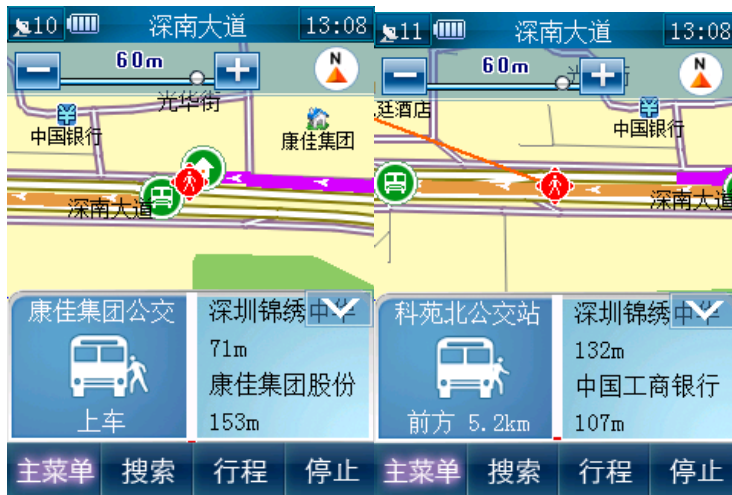 10 深南大道 13:08
60m
N
光华街
中国银行
康佳集团
深南大道
康佳集团公交
上车
深圳锦绣中华
71m
康佳集团股份
153m
主菜单 搜索 行程 停止
11 深南大道 13:08
60m
N
廷酒店
中国银行
深南大道
科苑北公交站
前方 5.2km
深圳锦绣中华
132m
中国工商银行
107m
主菜单 搜索 行程 停止